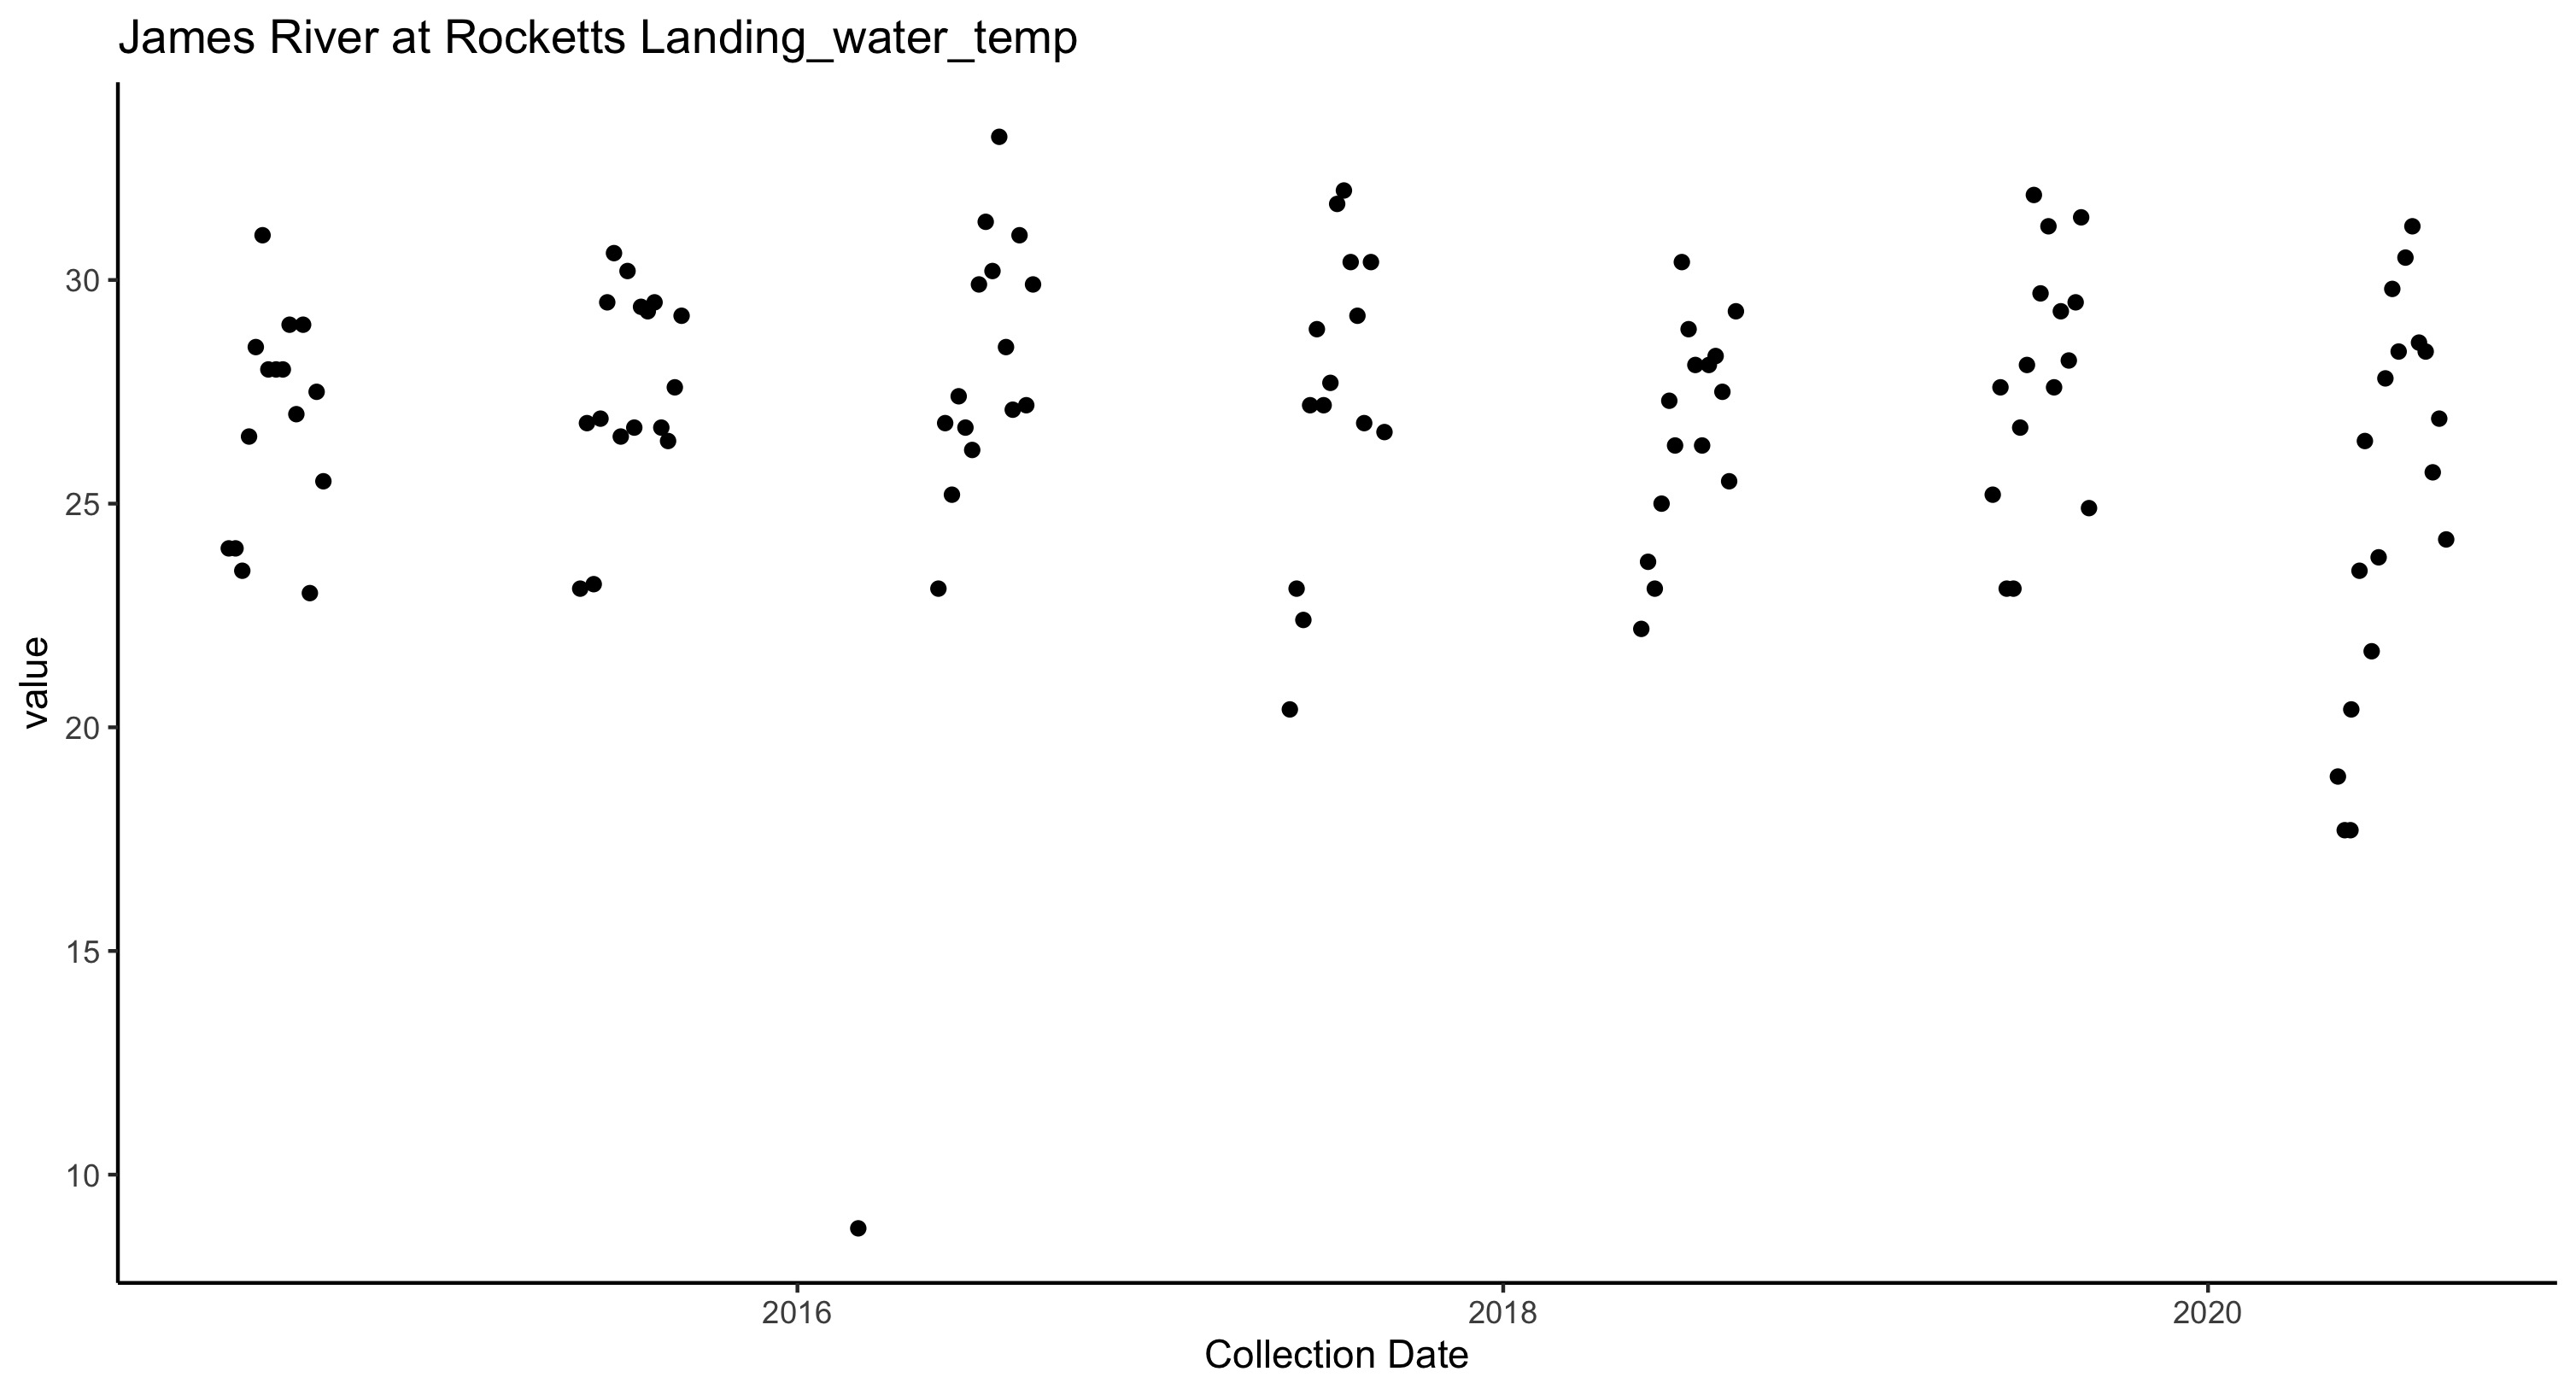 James River at Rocketts Landing_water_temp
30
25
20
15
10
value
2016
2018
2020
Collection Date